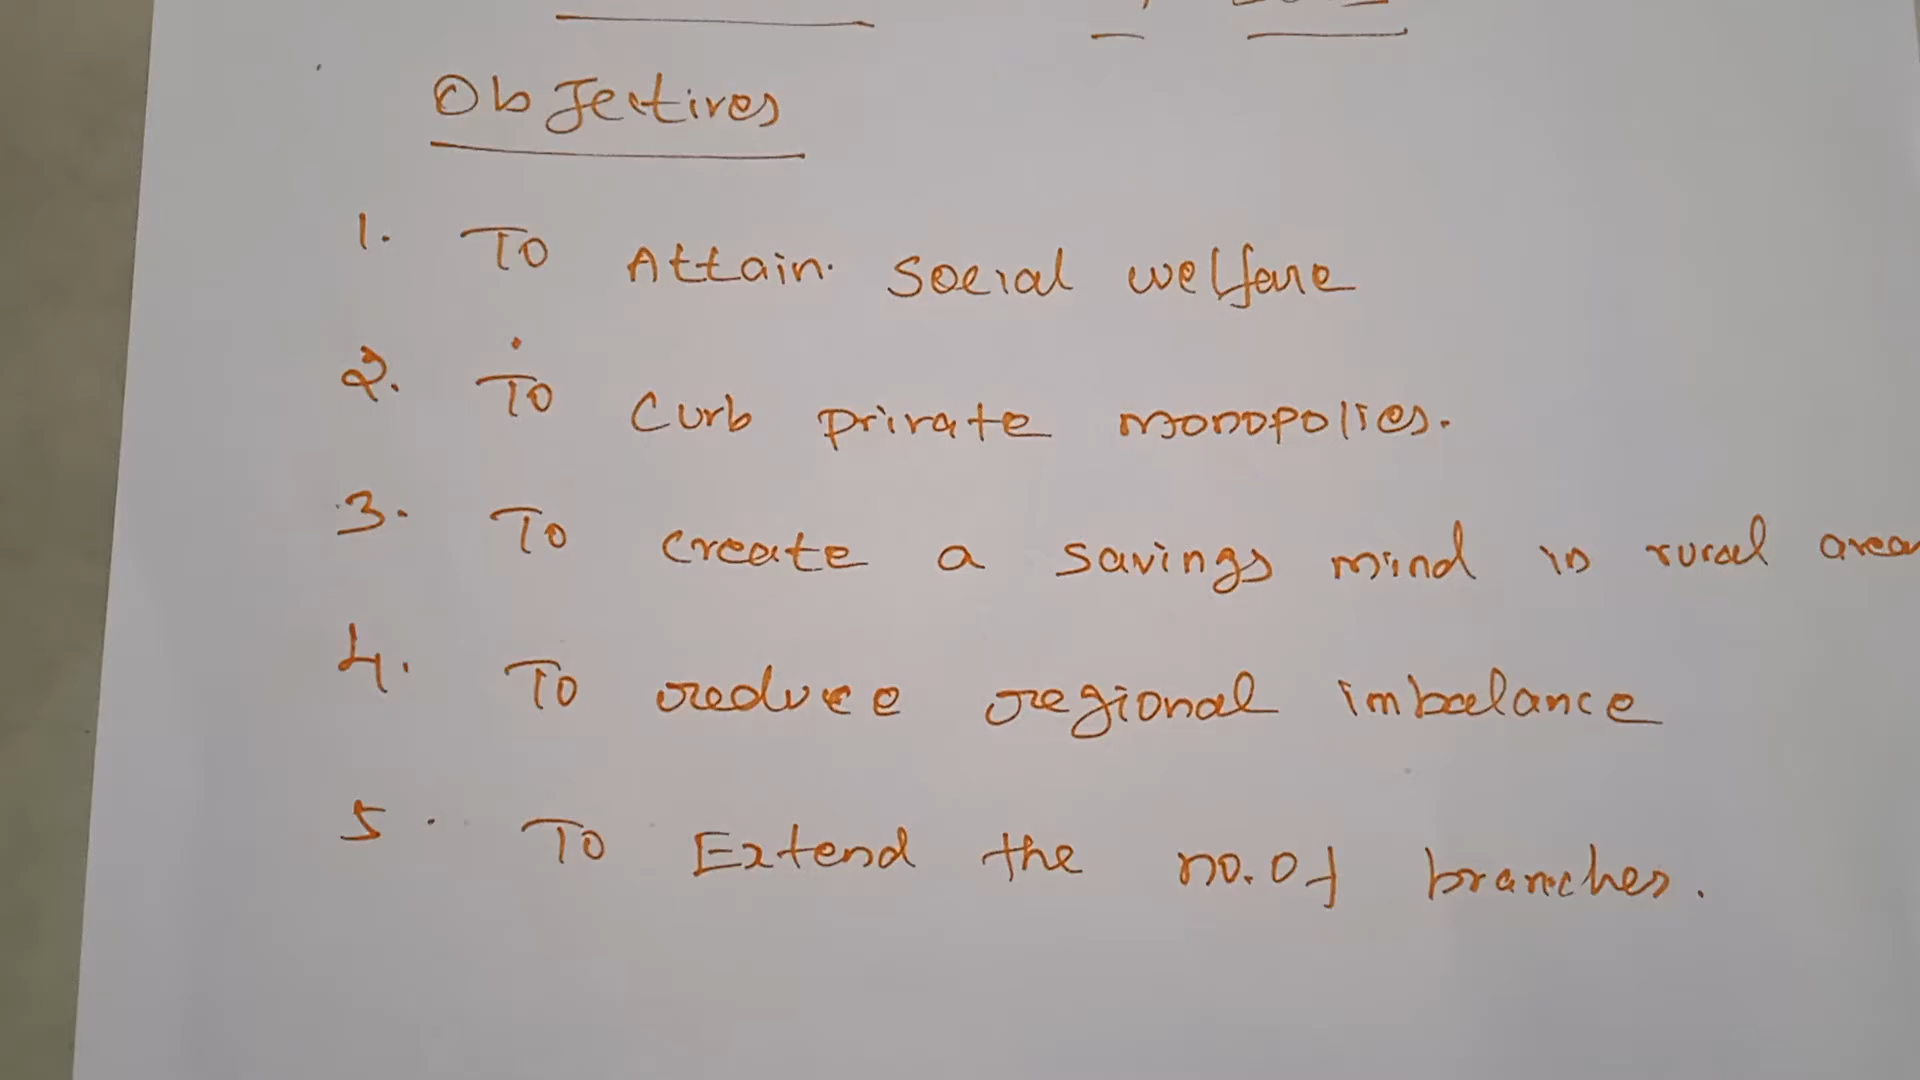 Objectives
1. To Attain social welfare
2. To Curb private monopolies.
3. To create a savings mind in rural area
4. To reduce regional imbalance
5. To Extend the no. of branches.